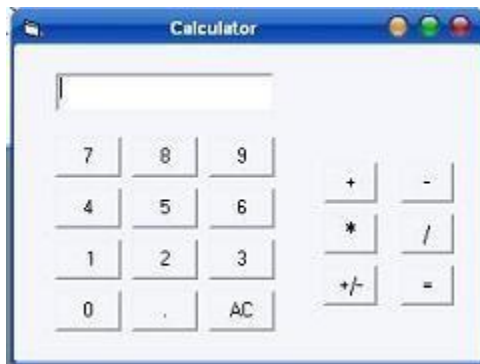 Calculator
7 8 9
+ -
4 5 6
* /
1 2 3
+/- =
0 . AC